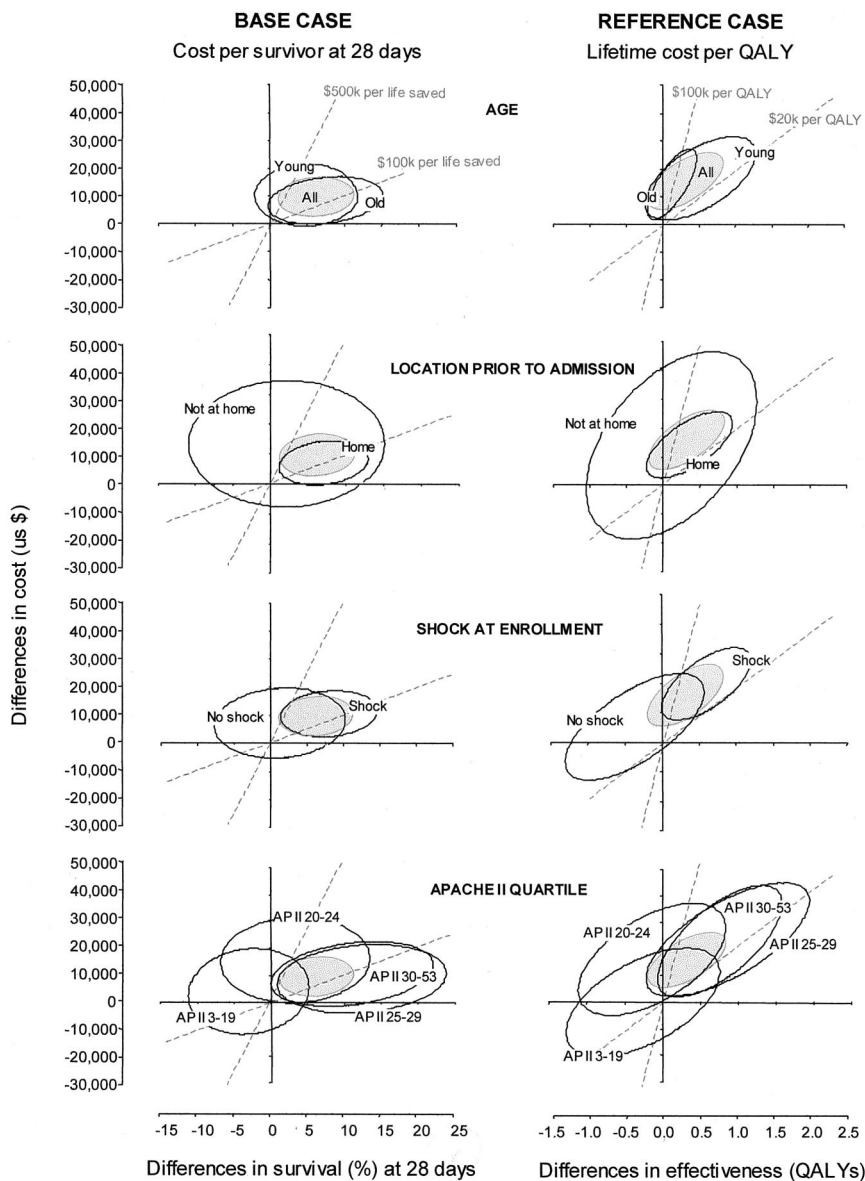 BASE CASE
Cost per survivor at 28 days
REFERENCE CASE
Lifetime cost per QALY
Differences in cost (us $)
AGE
50,000
40,000
30,000
20,000
10,000
0
-10,000
-20,000
-30,000
$500k per life saved
$100k per life saved
Young
All
Old
$100k per QALY
$20k per QALY
Young
All
Old
LOCATION PRIOR TO ADMISSION
50,000
40,000
30,000
20,000
10,000
0
-10,000
-20,000
-30,000
Not at home
Home
Not at home
Home
SHOCK AT ENROLLMENT
50,000
40,000
30,000
20,000
10,000
0
-10,000
-20,000
-30,000
No shock
Shock
Shock
No shock
APACHE II QUARTILE
50,000
40,000
30,000
20,000
10,000
0
-10,000
-20,000
-30,000
AP II 20-24
AP II 30-53
AP II 3-19
AP II 25-29
AP II 20-24
AP II 30-53
AP II 25-29
AP II 3-19
-15 -10 -5 0 5 10 15 20 25
Differences in survival (%) at 28 days
-1.5 -1.0 -0.5 0.0 0.5 1.0 1.5 2.0 2.5
Differences in effectiveness (QALYs)